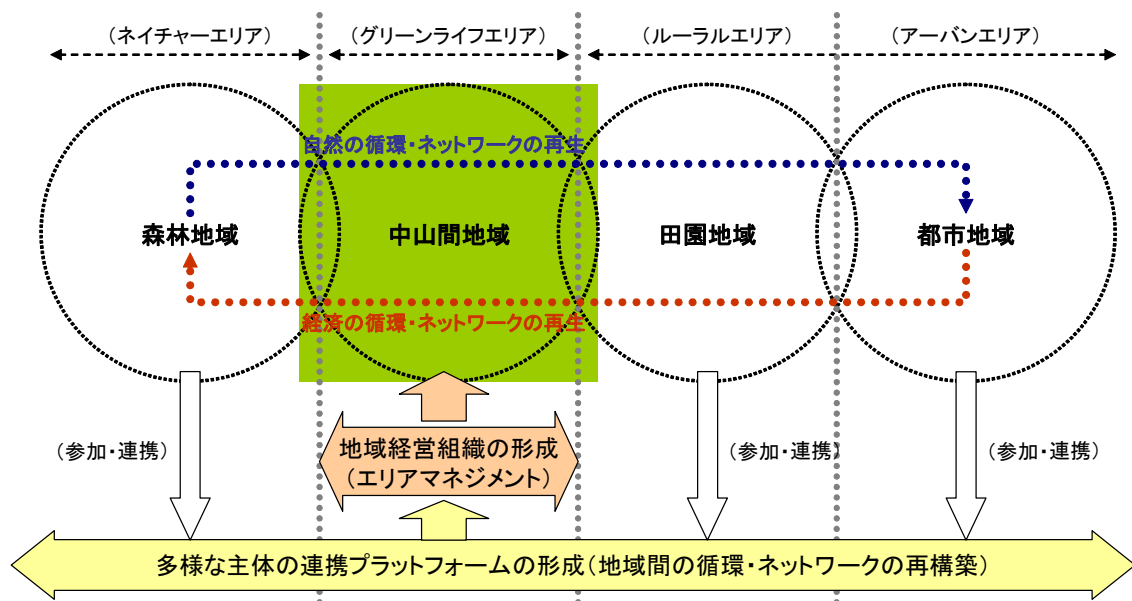 (ネイチャーエリア)
(グリーンライフエリア)
(ルーラルエリア)
(アーバンエリア)
自然の循環・ネットワークの再生
森林地域
中山間地域
田園地域
都市地域
経済の循環・ネットワークの再生
(参加・連携)
地域経営組織の形成
(エリアマネジメント)
(参加・連携)
(参加・連携)
多様な主体の連携プラットフォームの形成(地域間の循環・ネットワークの再構築)